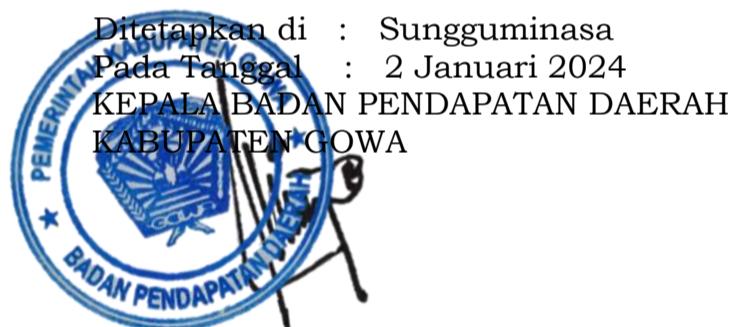 Ditetapkan di : Sungguminasa
Pada Tanggal : 2 Januari 2024
KEPALA BADAN PENDAPATAN DAERAH
KABUPATEN GOWA
PEMERINTAH KABUPATEN GOWA
BADAN PENDAPATAN DAERAH